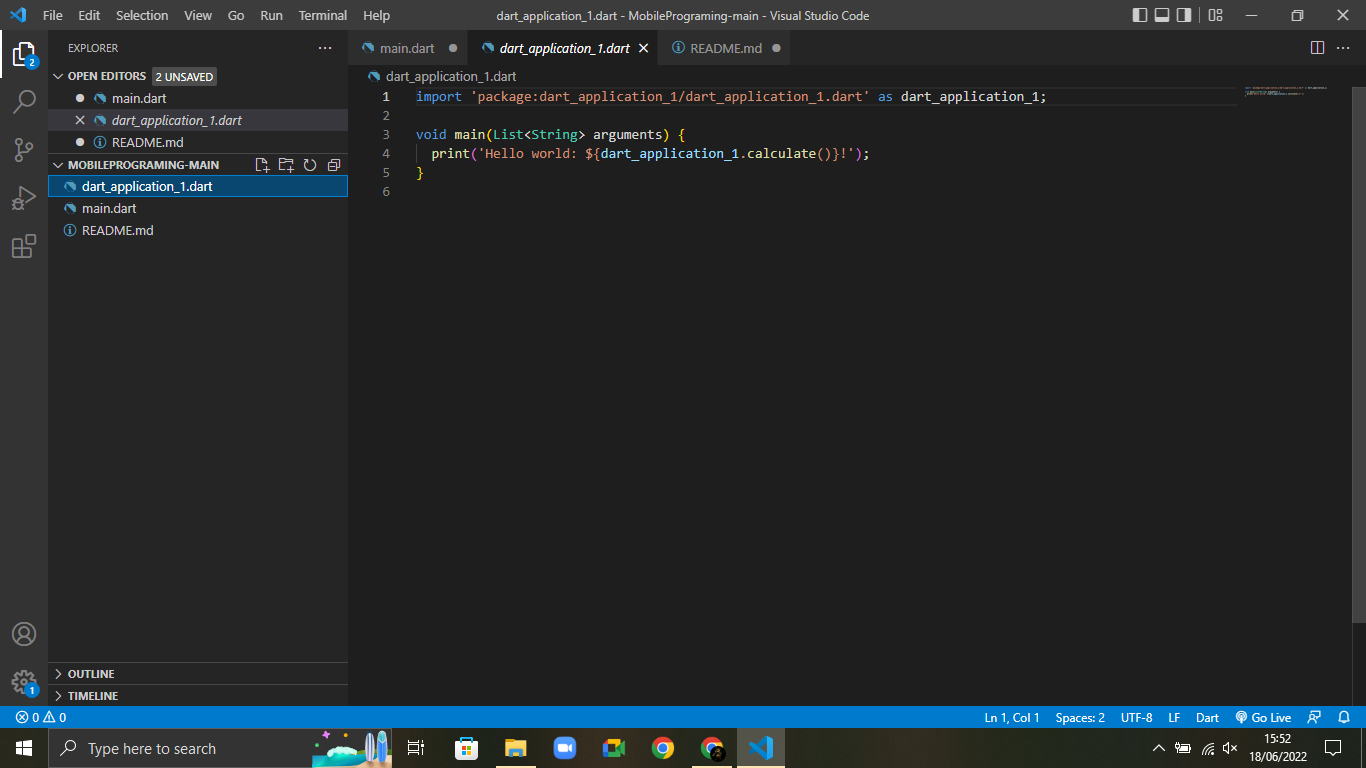 File Edit Selection View Go Run Terminal Help
dart_application_1.dart - MobilePrograming-main - Visual Studio Code
EXPLORER
OPEN EDITORS 2 UNSAVED
main.dart
dart_application_1.dart
README.md
MOBILEPROGRAMING-MAIN
dart_application_1.dart
main.dart
README.md
OUTLINE
TIMELINE
2
1
main.dart dart_application_1.dart README.md
dart_application_1.dart
1 import 'package:dart_application_1/dart_application_1.dart' as dart_application_1;
2
3 void main(List<String> arguments) {
4 print('Hello world: ${dart_application_1.calculate()}!');
5 }
6
0 0 Ln 1, Col 1 Spaces: 2 UTF-8 LF Dart Go Live
Type here to search
15:52
18/06/2022